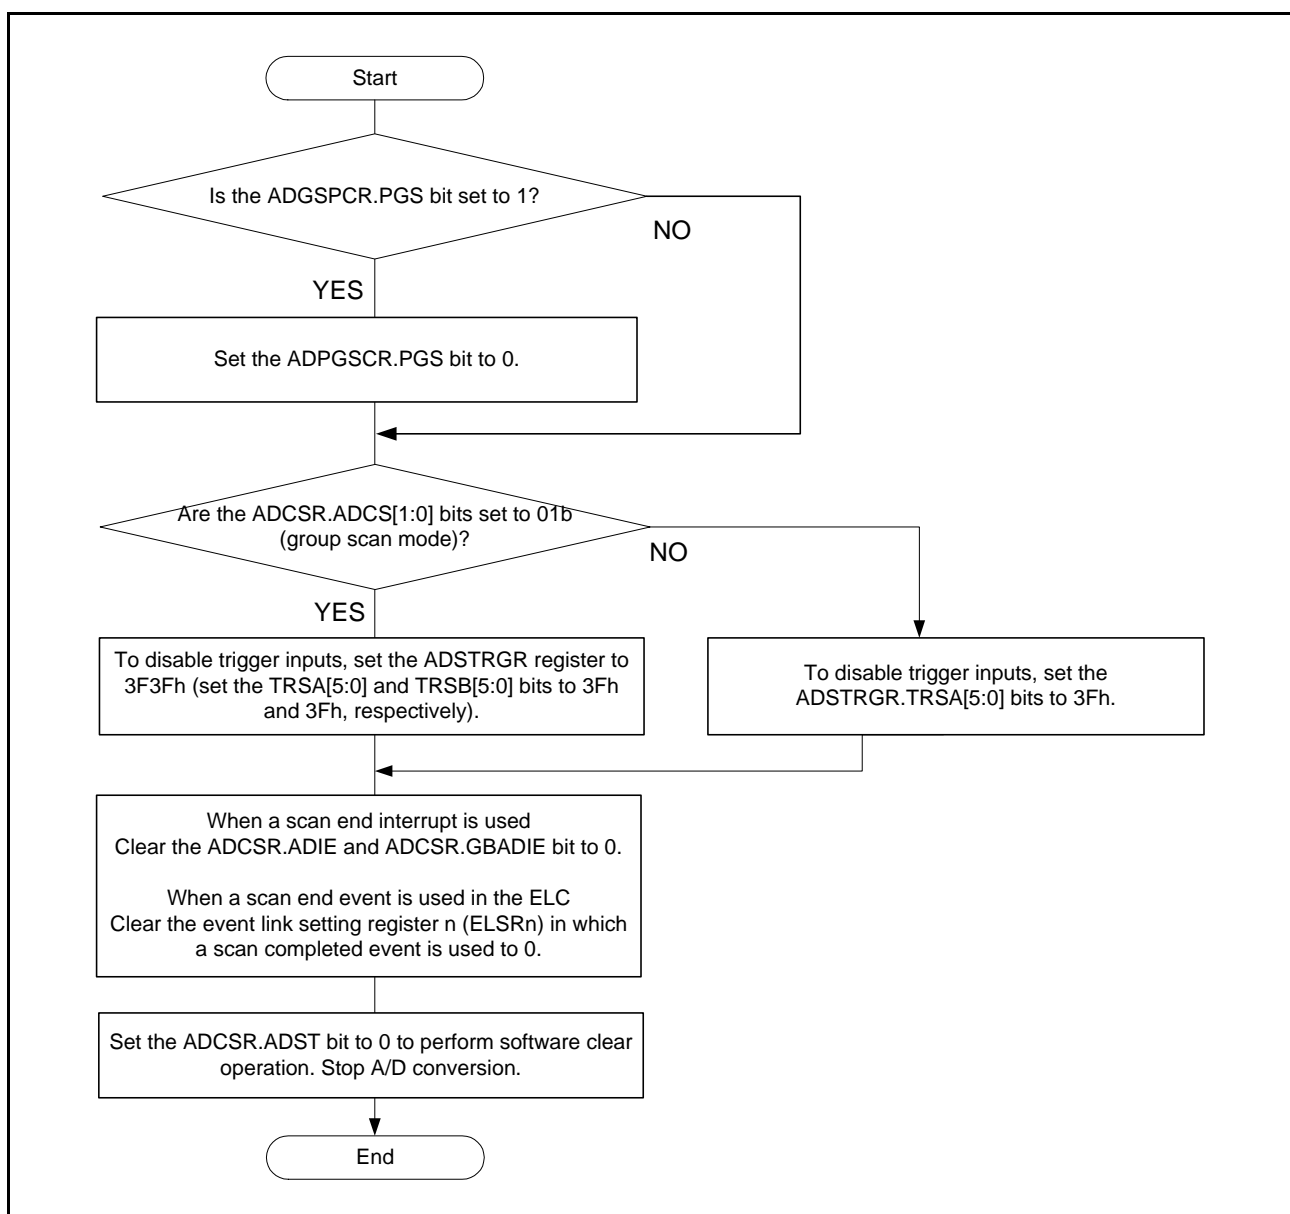 Start
Is the ADGSPCR.PGS bit set to 1?
NO
YES
Set the ADPGSCR.PGS bit to 0.
Are the ADCSR.ADCS[1:0] bits set to 01b
(group scan mode)?
NO
YES
To disable trigger inputs, set the ADSTRGR register to
3F3Fh (set the TRSA[5:0] and TRSB[5:0] bits to 3Fh
and 3Fh, respectively).
To disable trigger inputs, set the
ADSTRGR.TRSA[5:0] bits to 3Fh.
When a scan end interrupt is used
Clear the ADCSR.ADIE and ADCSR.GBADIE bit to 0.
When a scan end event is used in the ELC
Clear the event link setting register n (ELSRn) in which
a scan completed event is used to 0.
Set the ADCSR.ADST bit to 0 to perform software clear
operation. Stop A/D conversion.
End